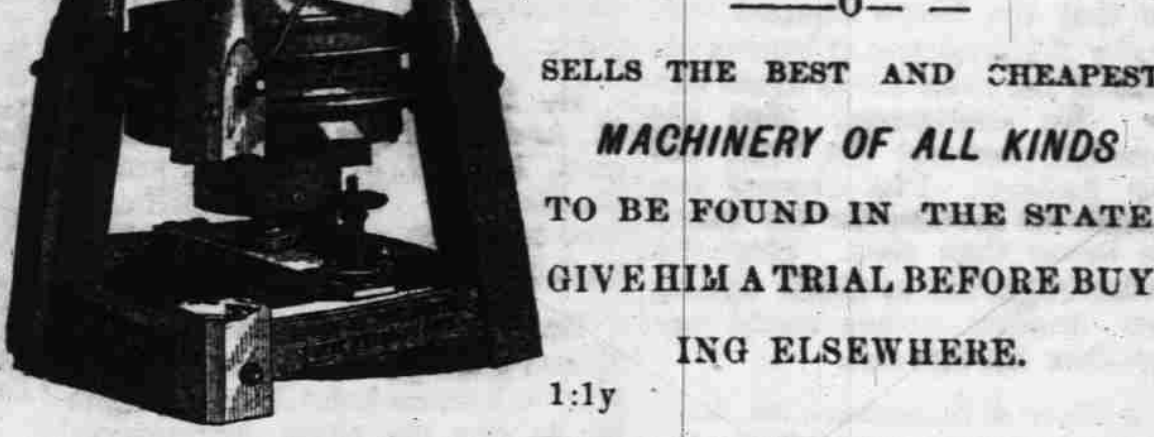 SELLS THE BEST AND CHEAPEST
MACHINERY OF ALL KINDS
TO BE FOUND IN THE STATE
GIVE HIM A TRIAL BEFORE BUY
ING ELSEWHERE.
1:1y